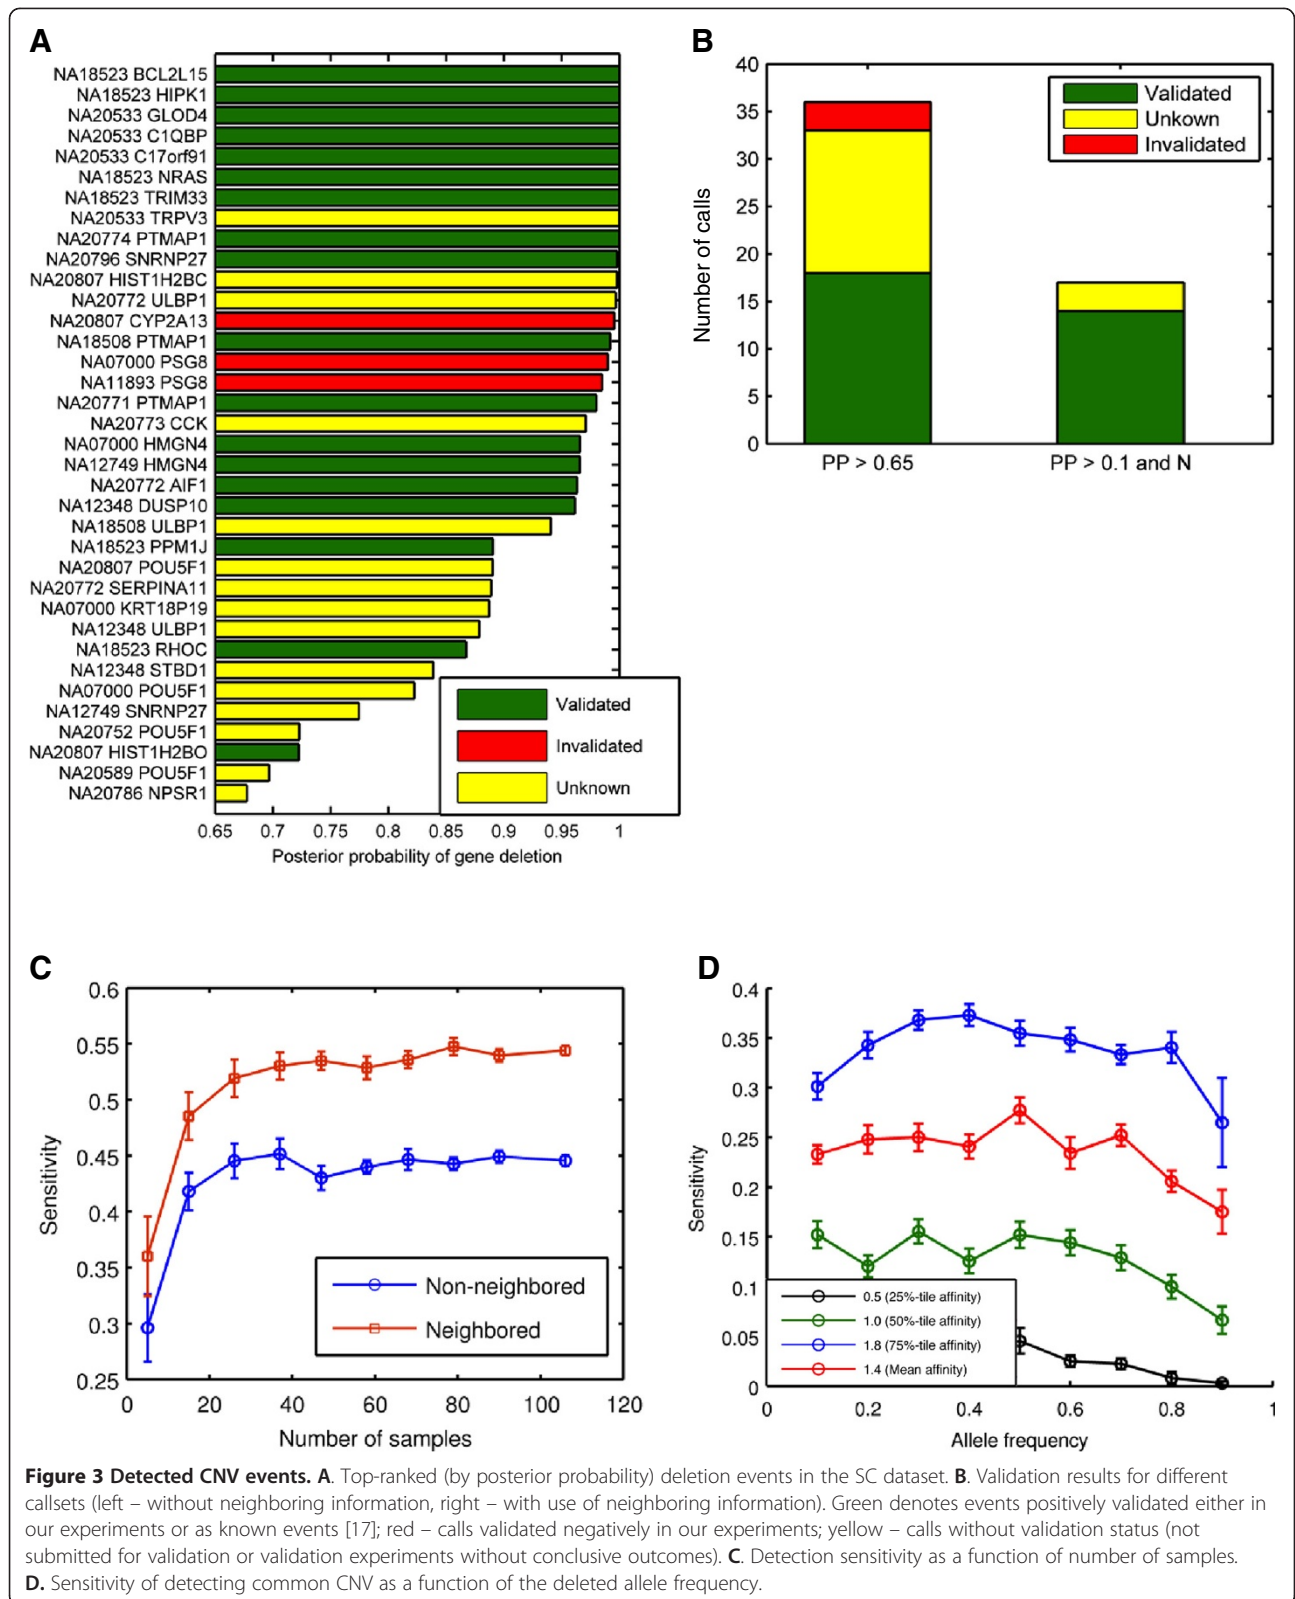 A
NA18523 BCL2L15
NA18523 HIPK1
NA20533 GLOD4
NA20533 C1QBP
NA20533 C17orf91
NA18523 NRAS
NA18523 TRIM33
NA20533 TRPV3
NA20774 PTMAP1
NA20796 SNRNP27
NA20807 HIST1H2BC
NA20772 ULBP1
NA20807 CYP2A13
NA18508 PTMAP1
NA07000 PSG8
NA11893 PSG8
NA20771 PTMAP1
NA20773 CCK
NA07000 HMGN4
NA12749 HMGN4
NA20772 AIF1
NA12348 DUSP10
NA18508 ULBP1
NA18523 PPM1J
NA20807 POU5F1
NA20772 SERPINA11
NA07000 KRT18P19
NA12348 ULBP1
NA18523 RHOC
NA12348 STBD1
NA07000 POU5F1
NA12749 SNRNP27
NA20752 POU5F1
NA20807 HIST1H2BO
NA20589 POU5F1
NA20786 NPSR1
Validated
Invalidated
Unknown
0.65 0.7 0.75 0.8 0.85 0.9 0.95 1
Posterior probability of gene deletion
B
40
35
30
25
20
15
10
5
0
Number of calls
Validated
Unkown
Invalidated
PP > 0.65 PP > 0.1 and N
C
0.6
0.55
0.5
0.45
0.4
0.35
0.3
0.25
Sensitivity
Non-neighbored
Neighbored
0 20 40 60 80 100 120
Number of samples
D
0.4
0.35
0.3
0.25
0.2
0.15
0.1
0.05
0
Sensitivity
0.5 (25%-tile affinity)
1.0 (50%-tile affinity)
1.8 (75%-tile affinity)
1.4 (Mean affinity)
0 0.2 0.4 0.6 0.8 1
Allele frequency
Figure 3 Detected CNV events. A. Top-ranked (by posterior probability) deletion events in the SC dataset. B. Validation results for different
callsets (left – without neighboring information, right – with use of neighboring information). Green denotes events positively validated either in
our experiments or as known events [17]; red – calls validated negatively in our experiments; yellow – calls without validation status (not
submitted for validation or validation experiments without conclusive outcomes). C. Detection sensitivity as a function of number of samples.
D. Sensitivity of detecting common CNV as a function of the deleted allele frequency.